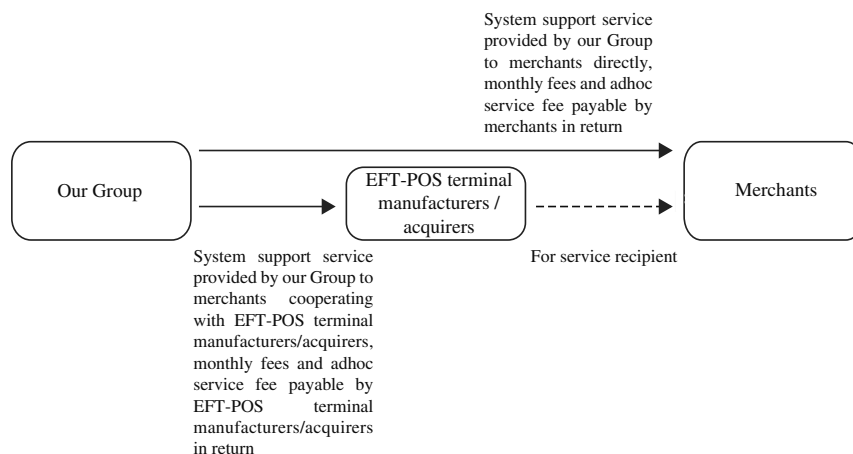 System support service
provided by our Group
to merchants directly,
monthly fees and adhoc
service fee payable by
merchants in return
Our Group
EFT-POS terminal
manufacturers /
acquirers
Merchants
For service recipient
System support service
provided by our Group to
merchants cooperating
with EFT-POS terminal
manufacturers/acquirers,
monthly fees and adhoc
service fee payable by
EFT-POS terminal
manufacturers/acquirers
in return